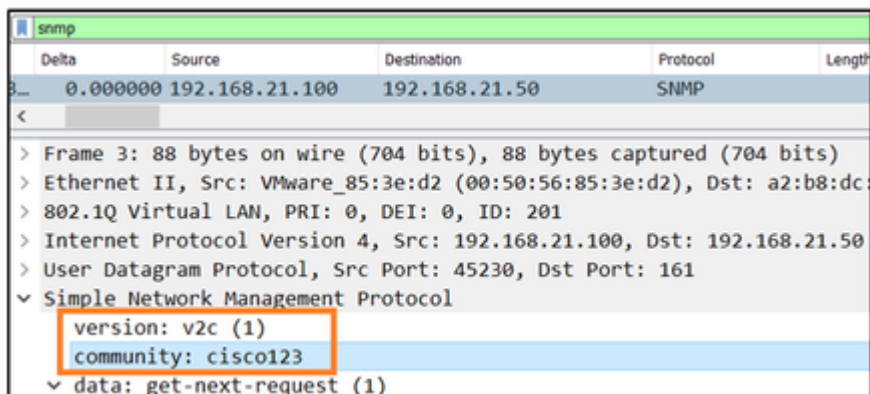 snmp
Delta Source Destination Protocol Length
3... 0.000000 192.168.21.100 192.168.21.50 SNMP
<
> Frame 3: 88 bytes on wire (704 bits), 88 bytes captured (704 bits)
> Ethernet II, Src: VMware_85:3e:d2 (00:50:56:85:3e:d2), Dst: a2:b8:dc:
> 802.1Q Virtual LAN, PRI: 0, DEI: 0, ID: 201
> Internet Protocol Version 4, Src: 192.168.21.100, Dst: 192.168.21.50
> User Datagram Protocol, Src Port: 45230, Dst Port: 161
Simple Network Management Protocol
version: v2c (1)
community: cisco123
data: get-next-request (1)